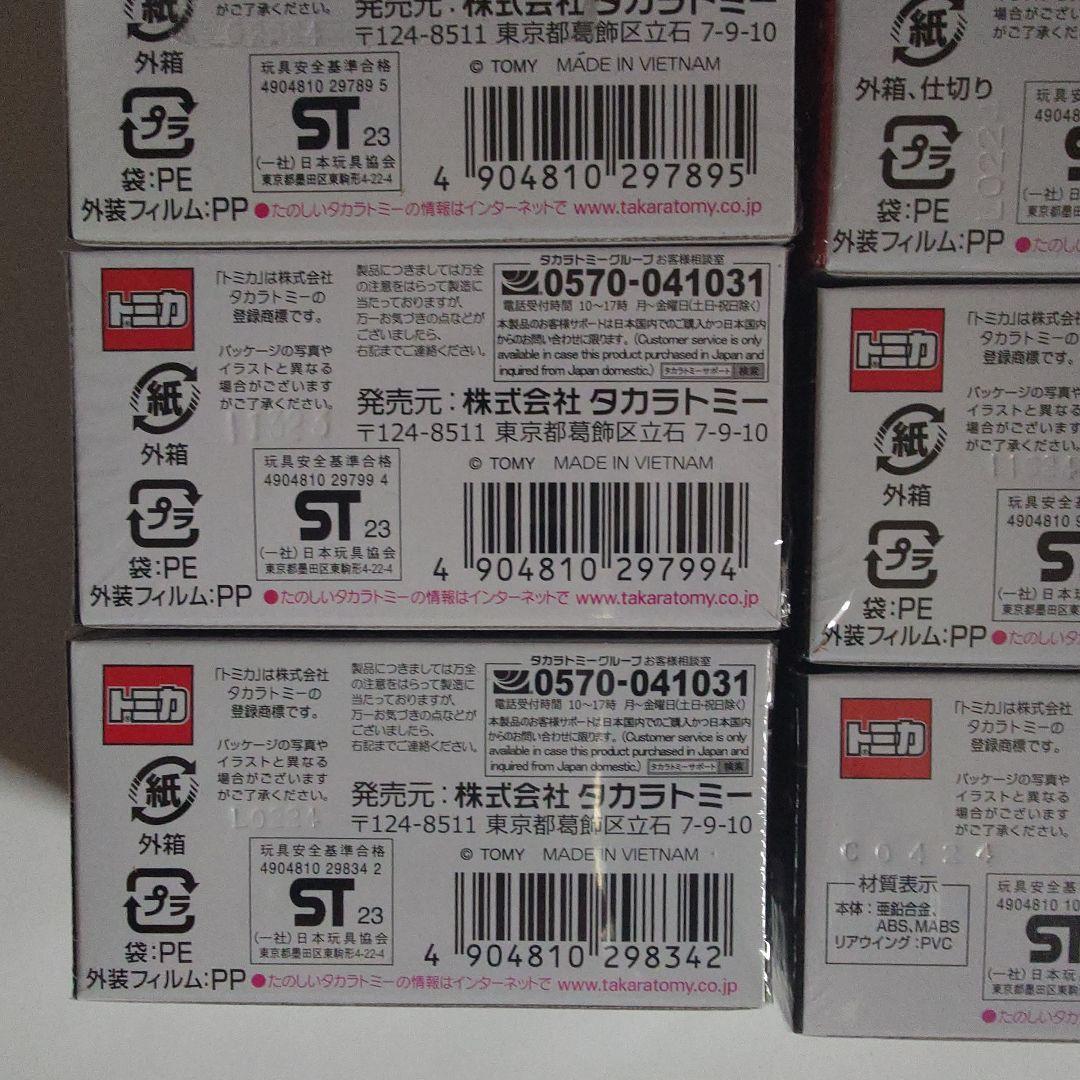 がご了承ください。
発売元：株式会社 タカラトミー
〒124-8511 東京都葛飾区立石 7-9-10
紙
外箱
© TOMY MADE IN VIETNAM
玩具安全基準合格
4904810 29789 5
ST 23
(一社)日本玩具協会
東京都墨田区東駒形4-22-4
プラ
袋：PE
外装フィルム：PP
4 904810 297895
●たのしいタカラトミーの情報はインターネットで www.takaratomy.co.jp
トミカ
「トミカ」は株式会社
タカラトミーの
登録商標です。
パッケージの写真や
イラストと異なる
場合がございます
がご了承ください。
製品につきましては万全
の注意をはらって製造に
当たっておりますが、
万一お気づきの点などが
ございましたら、
右記までご連絡ください。
タカラトミーグループ お客様相談室
0570-041031
電話受付時間 10〜17時 月〜金曜日(土日・祝日除く)
本製品のお客様サポートは日本国内でのご購入かつ日本国内
からのお問い合わせに限ります。(Customer service is only
available in case this product purchased in Japan and
inquired from Japan domestic.) タカラトミーサポート 検索
発売元：株式会社 タカラトミー
〒124-8511 東京都葛飾区立石 7-9-10
紙
外箱
© TOMY MADE IN VIETNAM
玩具安全基準合格
4904810 29799 4
ST 23
(一社)日本玩具協会
東京都墨田区東駒形4-22-4
プラ
袋：PE
外装フィルム：PP
4 904810 297994
●たのしいタカラトミーの情報はインターネットで www.takaratomy.co.jp
トミカ
「トミカ」は株式会社
タカラトミーの
登録商標です。
パッケージの写真や
イラストと異なる
場合がございます
がご了承ください。
L0424
製品につきましては万全
の注意をはらって製造に
当たっておりますが、
万一お気づきの点などが
ございましたら、
右記までご連絡ください。
タカラトミーグループ お客様相談室
0570-041031
電話受付時間 10〜17時 月〜金曜日(土日・祝日除く)
本製品のお客様サポートは日本国内でのご購入かつ日本国内
からのお問い合わせに限ります。(Customer service is only
available in case this product purchased in Japan and
inquired from Japan domestic.) タカラトミーサポート 検索
発売元：株式会社 タカラトミー
〒124-8511 東京都葛飾区立石 7-9-10
紙
外箱
© TOMY MADE IN VIETNAM
玩具安全基準合格
4904810 29834 2
ST 23
(一社)日本玩具協会
東京都墨田区東駒形4-22-4
プラ
袋：PE
外装フィルム：PP
4 904810 298342
●たのしいタカラトミーの情報はインターネットで www.takaratomy.co.jp
紙
外箱、仕切り
プラ
袋：PE
外装フィルム：PP
トミカ
「トミカ」は株式会社
タカラトミーの
登録商標です。
パッケージの写真や
イラストと異なる
場合がございます
がご了承ください。
紙
外箱
プラ
袋：PE
外装フィルム：PP
トミカ
「トミカ」は株式会社
タカラトミーの
登録商標です。
パッケージの写真や
イラストと異なる
場合がございます
がご了承ください。
C0424
材質表示
本体：亜鉛合金、
ABS、MABS
リアウイング：PVC